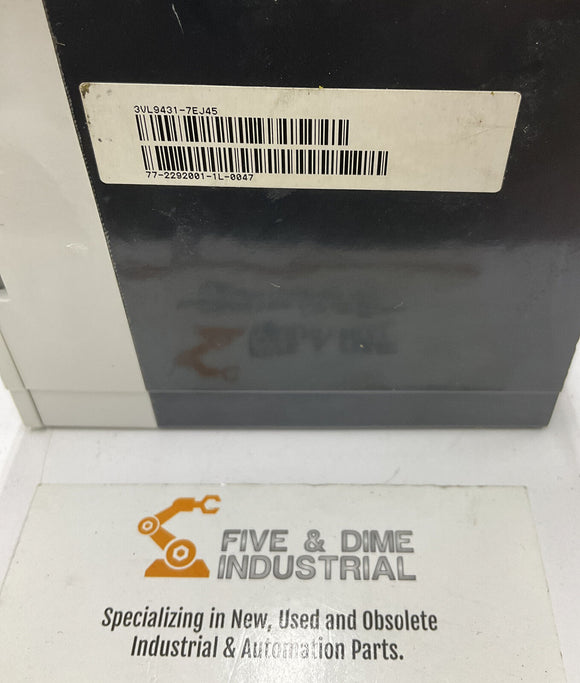 3VL9431-7EJ45
77-2292001-1L-0047
FIVE & DIME
INDUSTRIAL
Specializing in New, Used and Obsolete
Industrial & Automation Parts.